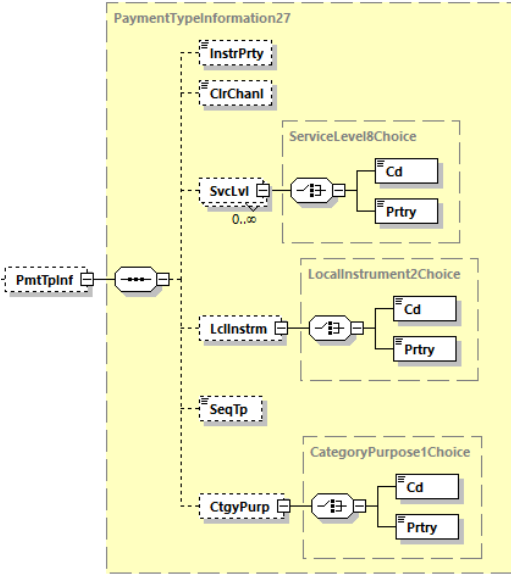 PaymentTypeInformation27
InstrPrty
ClrChanl
ServiceLevel8Choice
Cd
SvcLvl
Prtry
0..∞
LocalInstrument2Choice
PmtTpInf
Cd
LclInstrm
Prtry
SeqTp
CategoryPurpose1Choice
Cd
CtgyPurp
Prtry